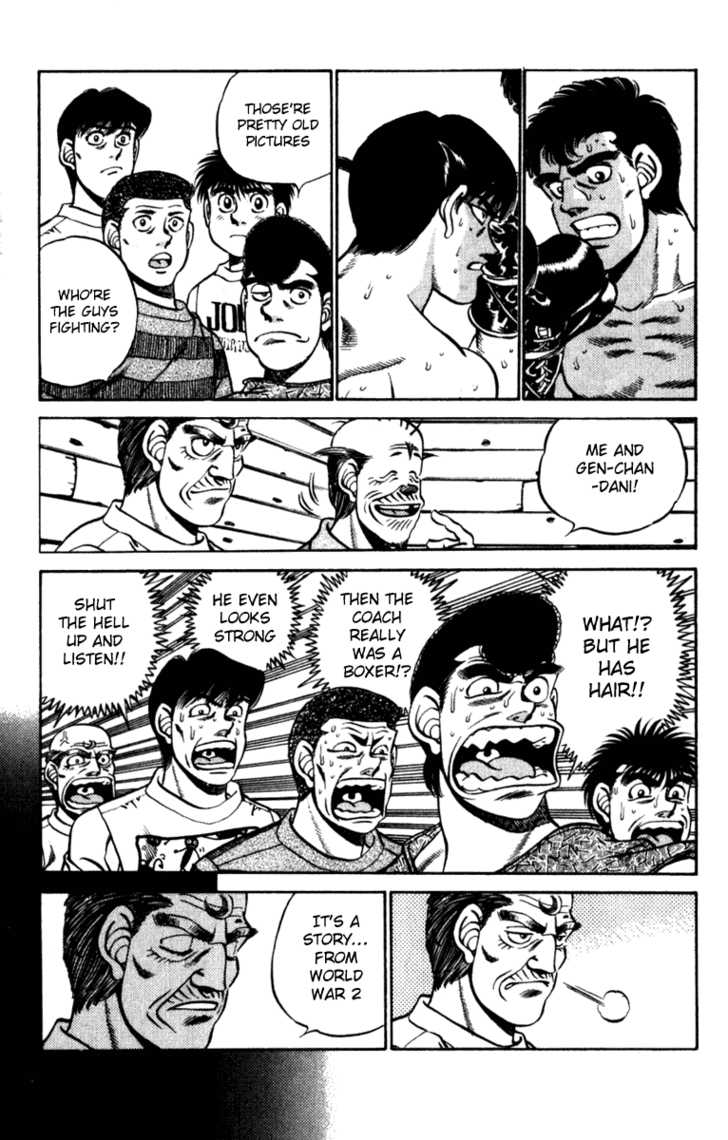 THOSE'RE
PRETTY OLD
PICTURES
WHO'RE
THE GUYS
FIGHTING?
ME AND
GEN-CHAN
-DANI!
SHUT
THE HELL
UP AND
LISTEN!!
HE EVEN
LOOKS
STRONG
THEN THE
COACH
REALLY
WAS A
BOXER!?
WHAT!?
BUT HE
HAS
HAIR!!
IT'S A
STORY...
FROM
WORLD
WAR 2